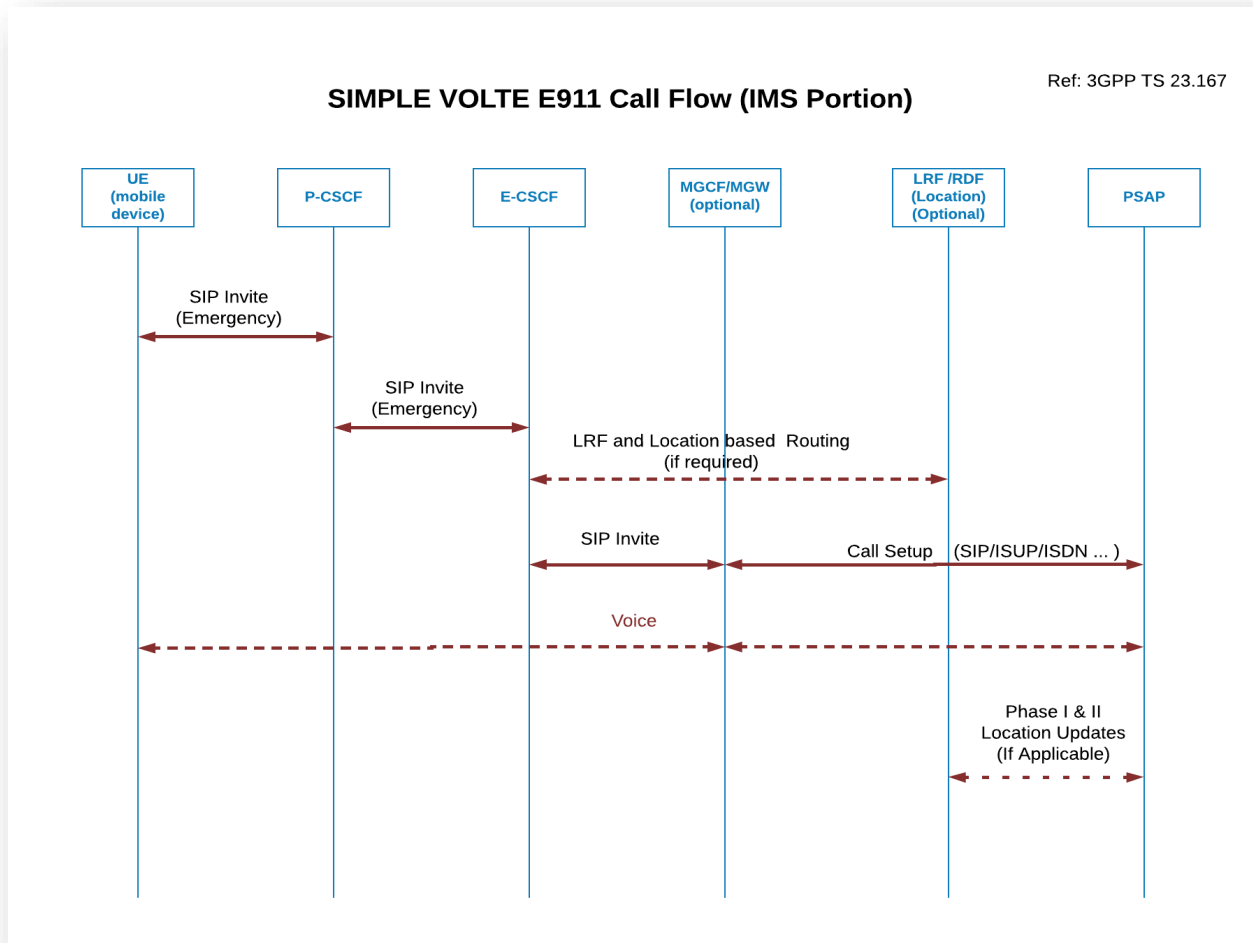 Ref: 3GPP TS 23.167
SIMPLE VOLTE E911 Call Flow (IMS Portion)
UE
(mobile
device)
P-CSCF
E-CSCF
MGCF/MGW
(optional)
LRF /RDF
(Location)
(Optional)
PSAP
SIP Invite
(Emergency)
SIP Invite
(Emergency)
LRF and Location based Routing
(if required)
SIP Invite
Call Setup (SIP/ISUP/ISDN ... )
Voice
Phase I & II
Location Updates
(If Applicable)